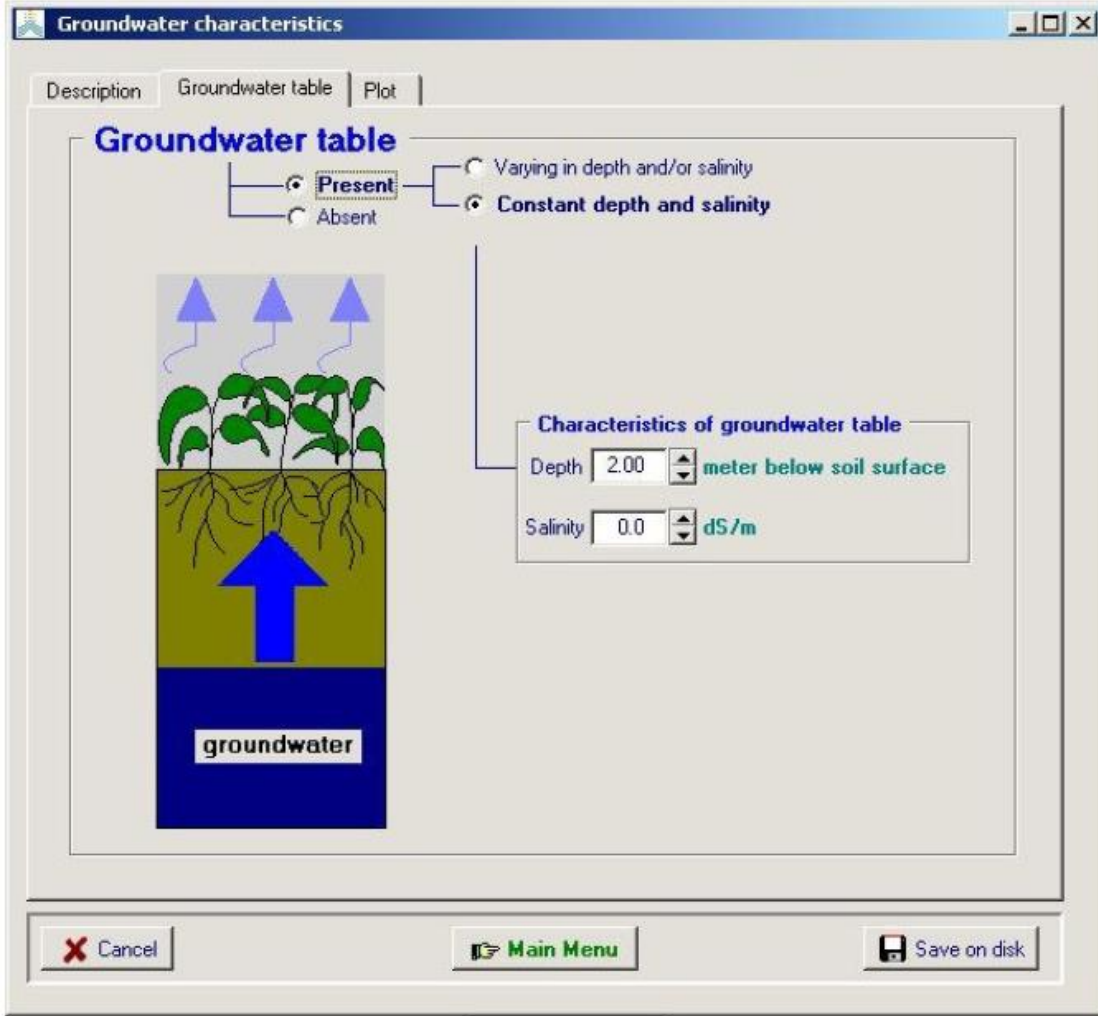 Groundwater characteristics
Description Groundwater table Plot
Groundwater table
Present
Absent
Varying in depth and/or salinity
Constant depth and salinity
Characteristics of groundwater table
Depth 2.00 meter below soil surface
Salinity 0.0 dS/m
groundwater
Cancel Main Menu Save on disk